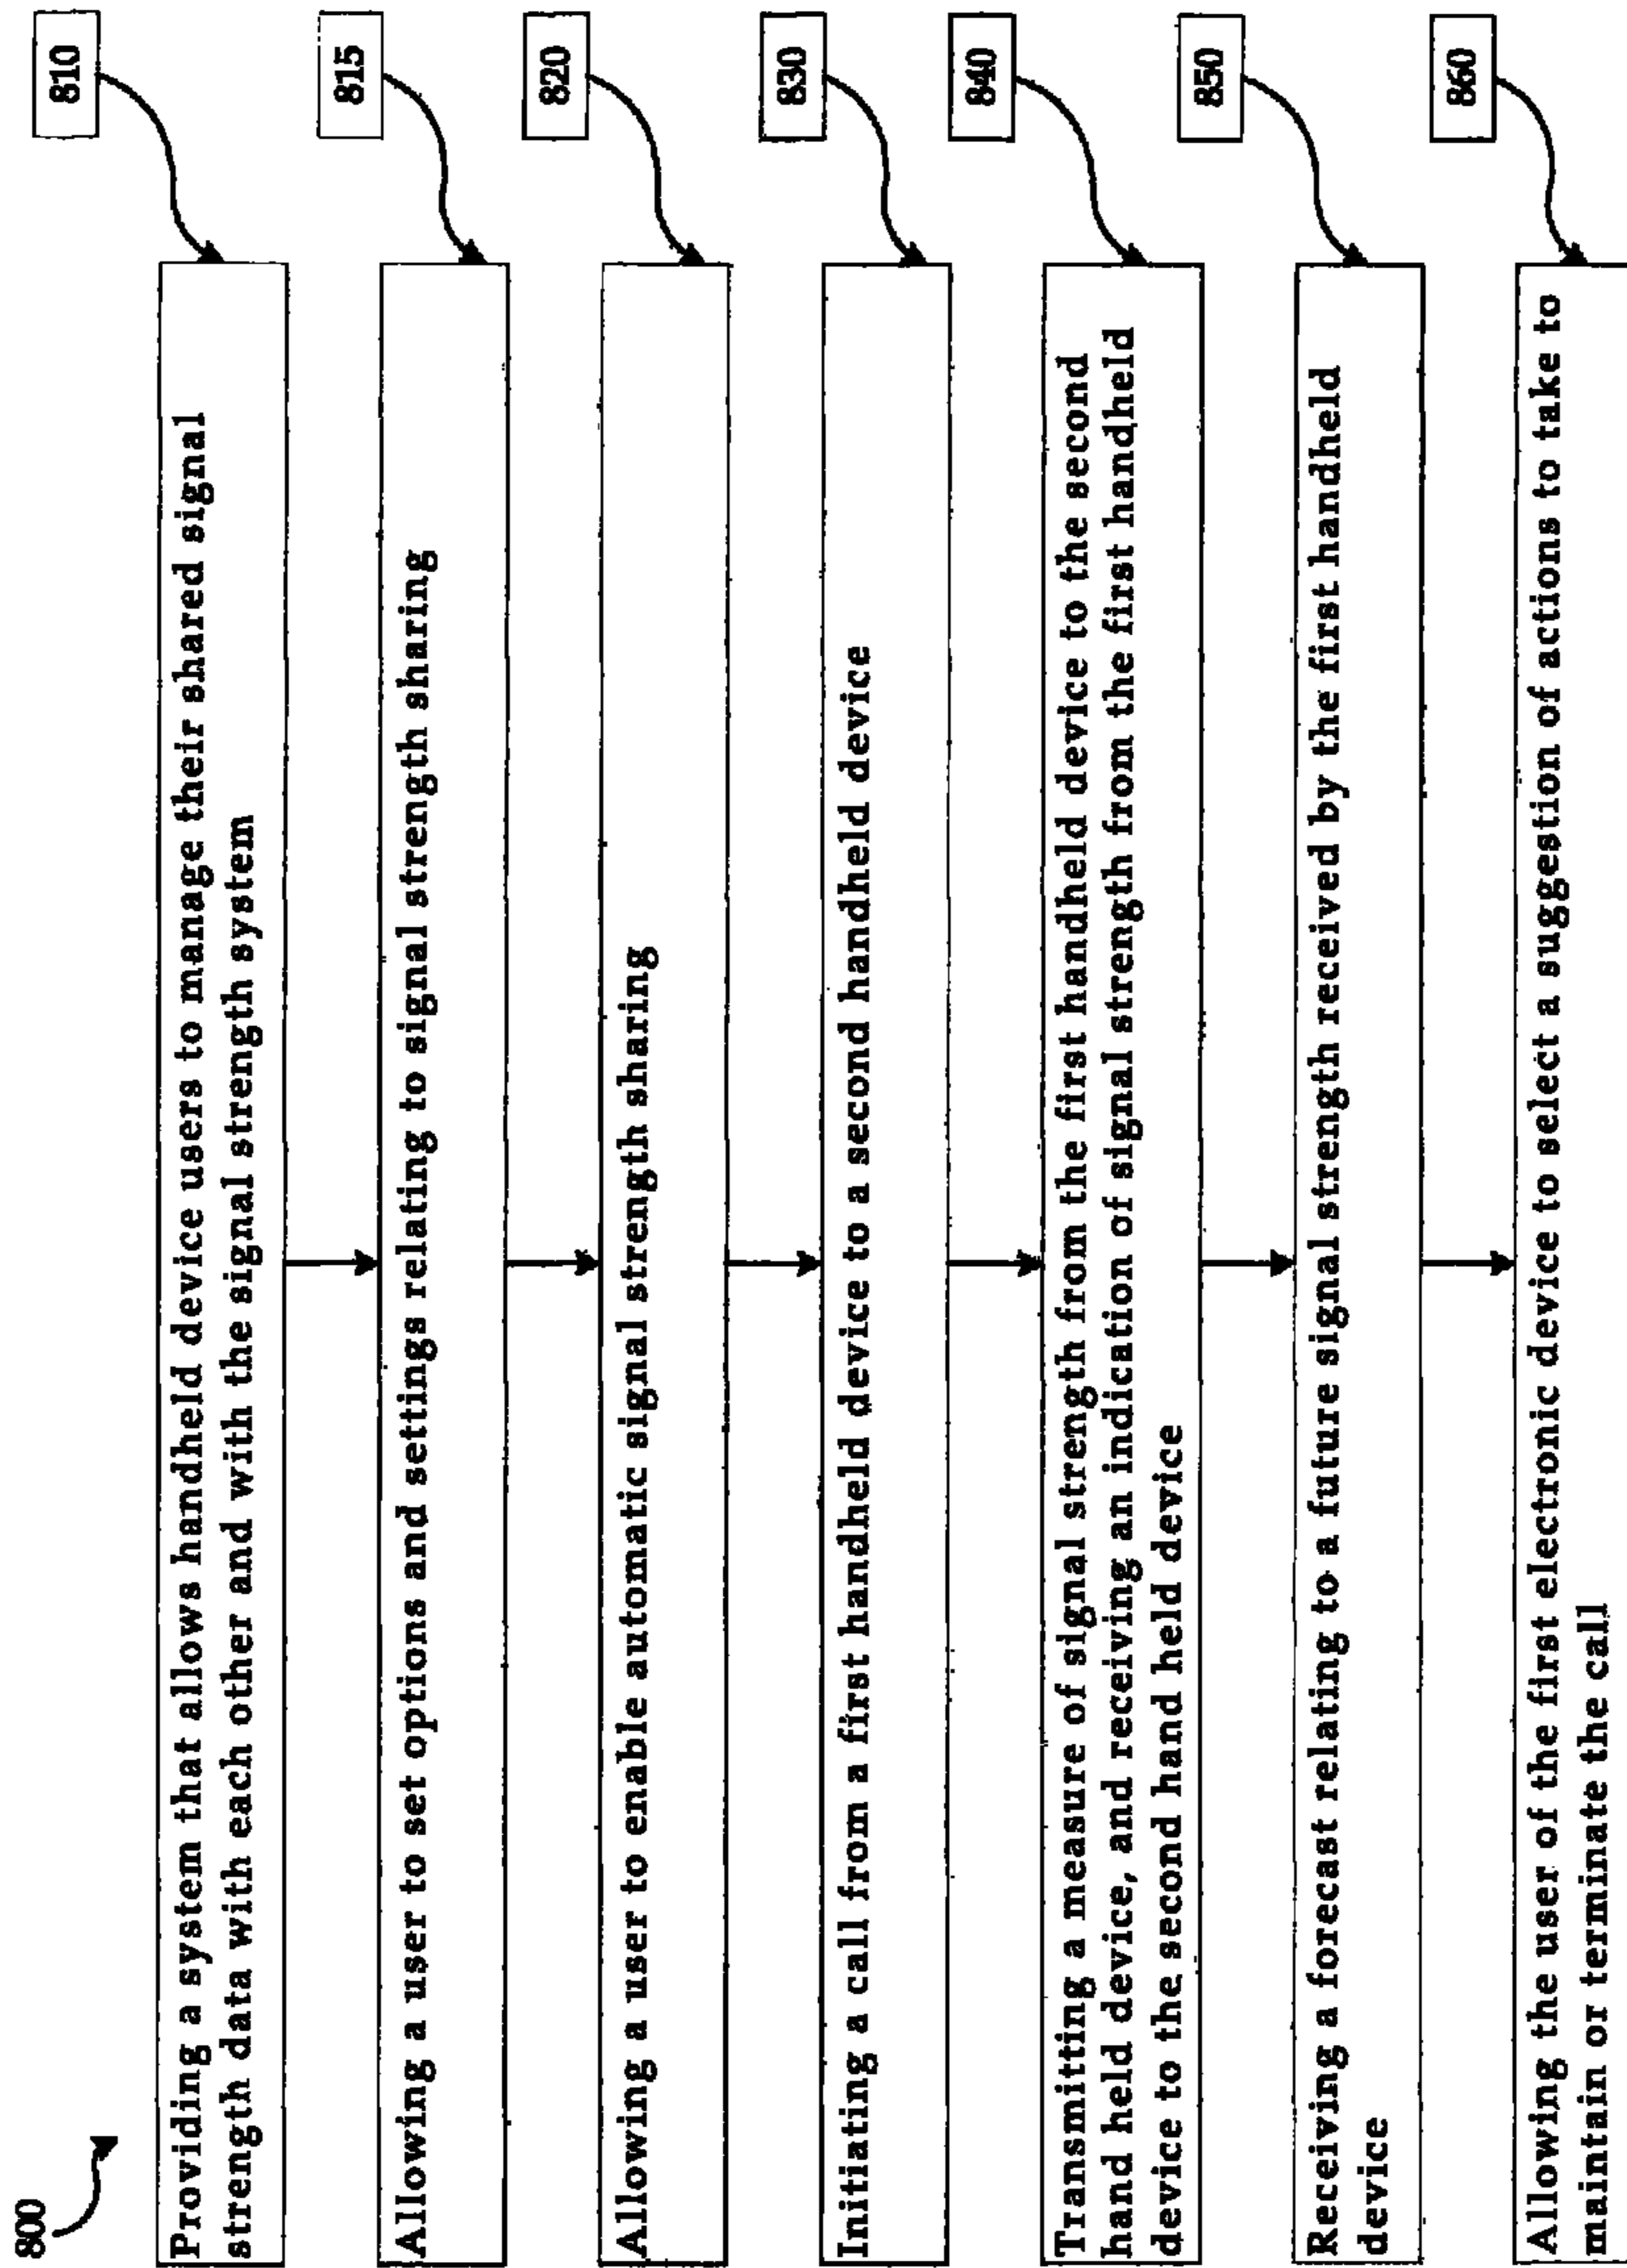 800
810
Providing a system that allows handheld device users to manage their shared signal
strength data with each other and with the signal strength system
815
Allowing a user to set options and settings relating to signal strength sharing
820
Allowing a user to enable automatic signal strength sharing
830
Initiating a call from a first handheld device to a second handheld device
840
Transmitting a measure of signal strength from the first handheld device to the second
hand held device, and receiving an indication of signal strength from the first handheld
device to the second hand held device
850
Receiving a forecast relating to a future signal strength received by the first handheld
device
860
Allowing the user of the first electronic device to select a suggestion of actions to take to
maintain or terminate the call